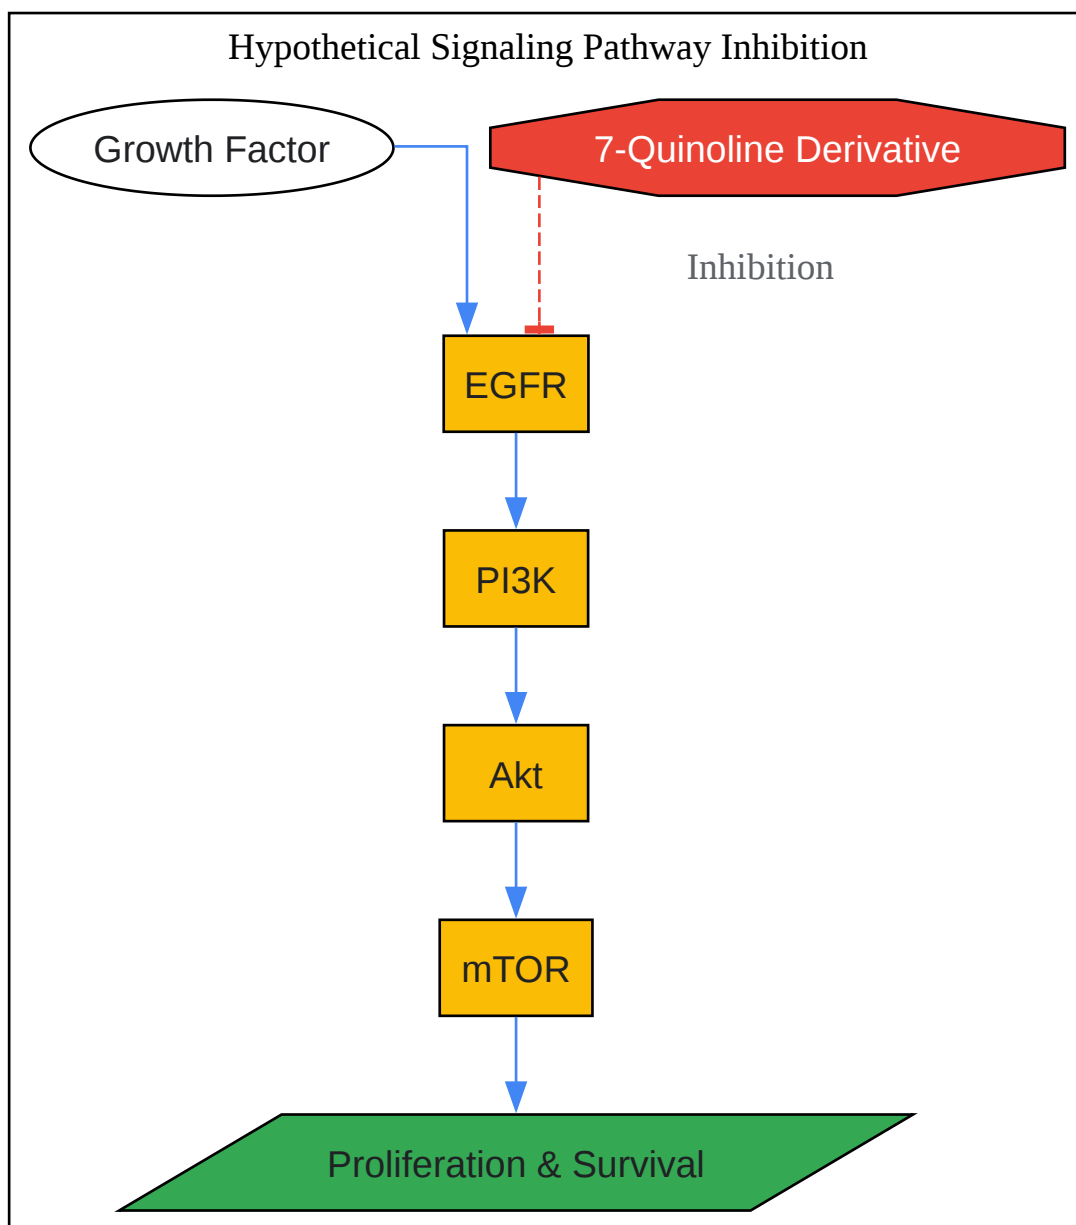 Hypothetical Signaling Pathway Inhibition
Growth Factor
7-Quinoline Derivative
Inhibition
EGFR
PI3K
Akt
mTOR
Proliferation & Survival